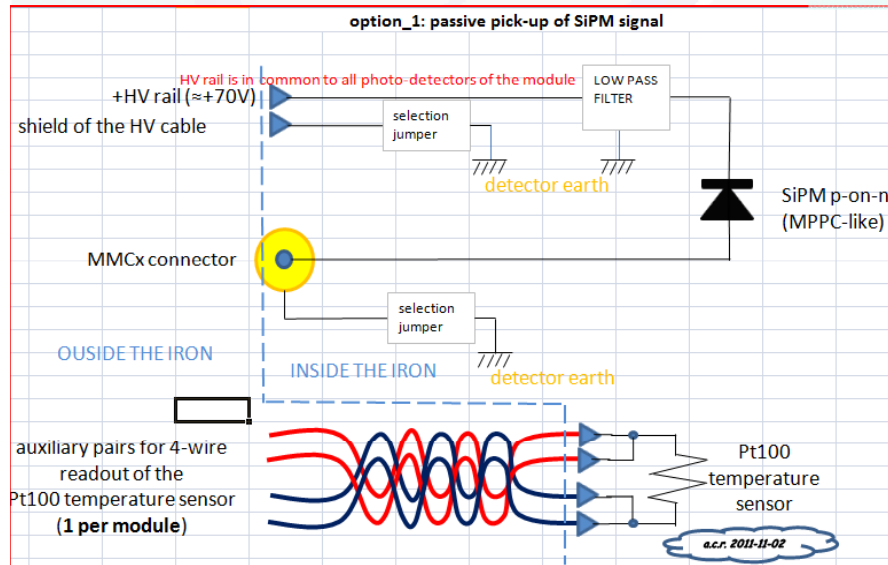 option_1: passive pick-up of SiPM signal
HV rail is in common to all photo-detectors of the module
+HV rail (≈+70V)
LOW PASS
FILTER
shield of the HV cable
selection
jumper
detector earth
SiPM p-on-n
(MPPC-like)
MMCx connector
selection
jumper
OUSIDE THE IRON
INSIDE THE IRON
detector earth
auxiliary pairs for 4-wire
readout of the
Pt100 temperature sensor
(1 per module)
Pt100
temperature
sensor
a.c.r. 2011-11-02